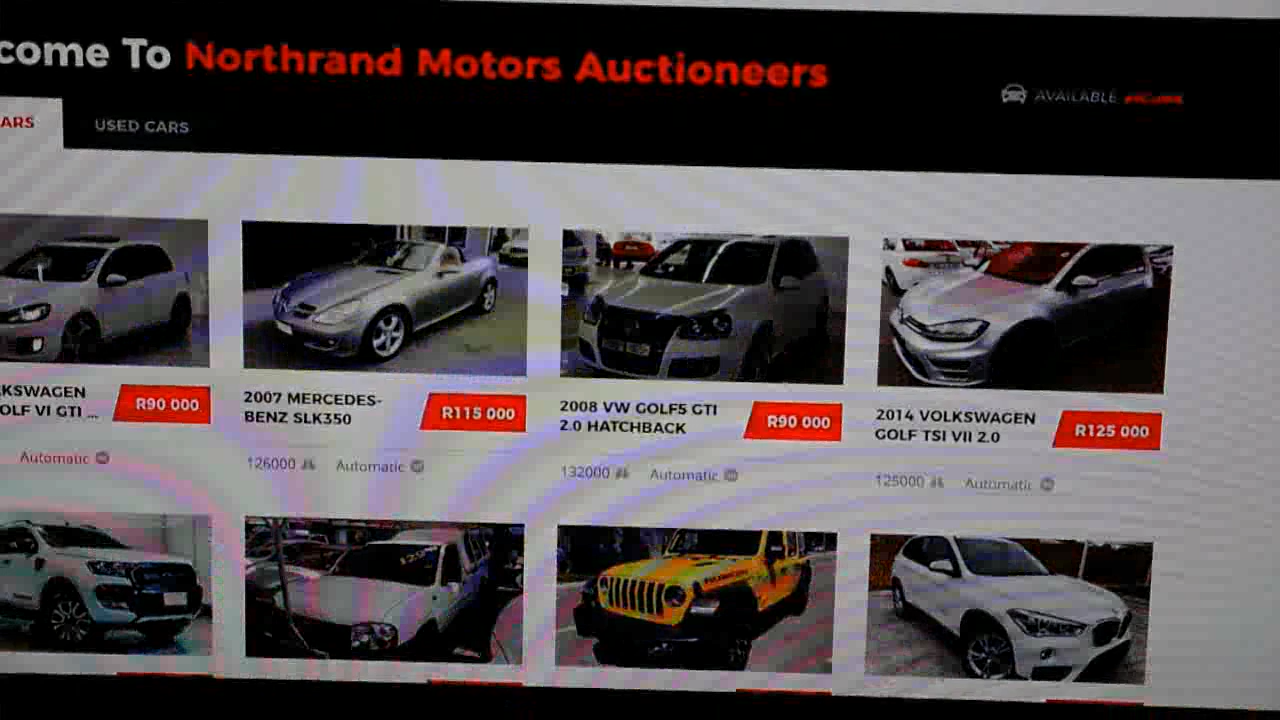 come To Northrand Motors Auctioneers
AVAILABLE
ARS
USED CARS
KSWAGEN
OLF VI GTI ...
R90 000
2007 MERCEDES-
BENZ SLK350
R115 000
2008 VW GOLF5 GTI
2.0 HATCHBACK
R90 000
2014 VOLKSWAGEN
GOLF TSI VII 2.0
R125 000
Automatic
126000
Automatic
132000
Automatic
125000
Automatic